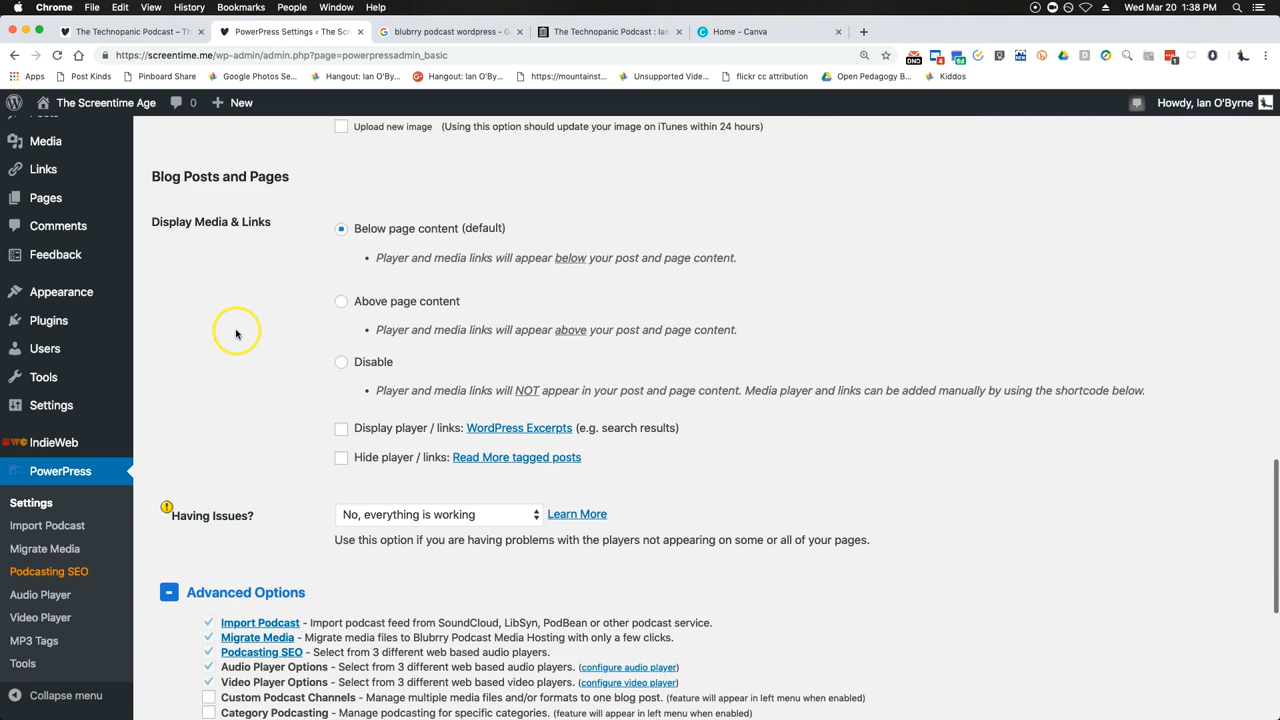 Chrome File Edit View History Bookmarks People Window Help Wed Mar 20 1:38 PM
The Technopanic Podcast – Th × PowerPress Settings ‹ The Scr × blubrry podcast wordpress - G × The Technopanic Podcast : Ian × Home - Canva × +
https://screentime.me/wp-admin/admin.php?page=powerpressadmin_basic
Apps Post Kinds Pinboard Share Google Photos Se... Hangout: Ian O'By... Hangout: Ian O'By... https://mountainst... Unsupported Vide... flickr cc attribution Open Pedagogy B... Kiddos
The Screentime Age 0 + New Howdy, Ian O'Byrne
Posts
Media
Links
Pages
Comments
Feedback
Appearance
Plugins
Users
Tools
Settings
IndieWeb
PowerPress
Settings
Import Podcast
Migrate Media
Podcasting SEO
Audio Player
Video Player
MP3 Tags
Tools
Collapse menu
Upload new image (Using this option should update your image on iTunes within 24 hours)
Blog Posts and Pages
Display Media & Links
Below page content (default)
• Player and media links will appear below your post and page content.
Above page content
• Player and media links will appear above your post and page content.
Disable
• Player and media links will NOT appear in your post and page content. Media player and links can be added manually by using the shortcode below.
Display player / links: WordPress Excerpts (e.g. search results)
Hide player / links: Read More tagged posts
Having Issues? No, everything is working Learn More
Use this option if you are having problems with the players not appearing on some or all of your pages.
Advanced Options
Import Podcast - Import podcast feed from SoundCloud, LibSyn, PodBean or other podcast service.
Migrate Media - Migrate media files to Blubrry Podcast Media Hosting with only a few clicks.
Podcasting SEO - Select from 3 different web based audio players.
Audio Player Options - Select from 3 different web based audio players. (configure audio player)
Video Player Options - Select from 3 different web based video players. (configure video player)
Custom Podcast Channels - Manage multiple media files and/or formats to one blog post. (feature will appear in left menu when enabled)
Category Podcasting - Manage podcasting for specific categories. (feature will appear in left menu when enabled)